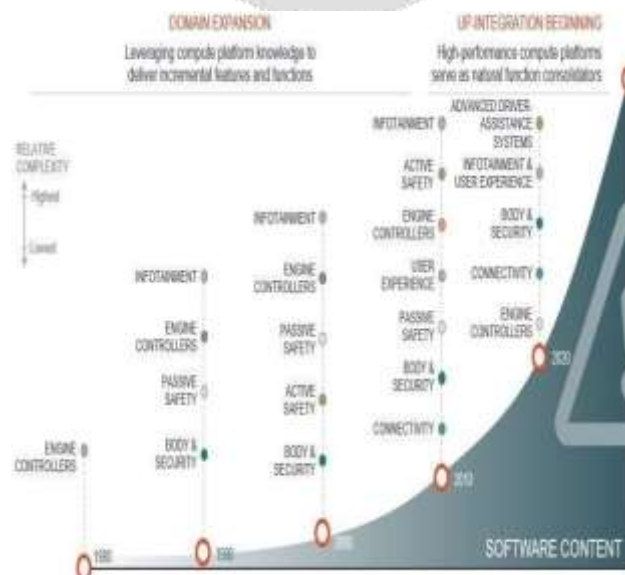 DOMAIN EXPANSION
Leveraging compute platform knowledge to
deliver incremental features and functions
UP-INTEGRATION BEGINNING
High-performance compute platforms
serve as natural function consolidators
RELATIVE
COMPLEXITY
Highest
Lowest
ENGINE
CONTROLLERS
1980
INFOTAINMENT
ENGINE
CONTROLLERS
PASSIVE
SAFETY
BODY &
SECURITY
1990
INFOTAINMENT
ENGINE
CONTROLLERS
PASSIVE
SAFETY
ACTIVE
SAFETY
BODY &
SECURITY
INFOTAINMENT
ACTIVE
SAFETY
ENGINE
CONTROLLERS
USER
EXPERIENCE
PASSIVE
SAFETY
BODY &
SECURITY
CONNECTIVITY
2010
ADVANCED DRIVER-
ASSISTANCE
SYSTEMS
INFOTAINMENT &
USER EXPERIENCE
BODY &
SECURITY
CONNECTIVITY
ENGINE
CONTROLLERS
2020
SOFTWARE CONTENT